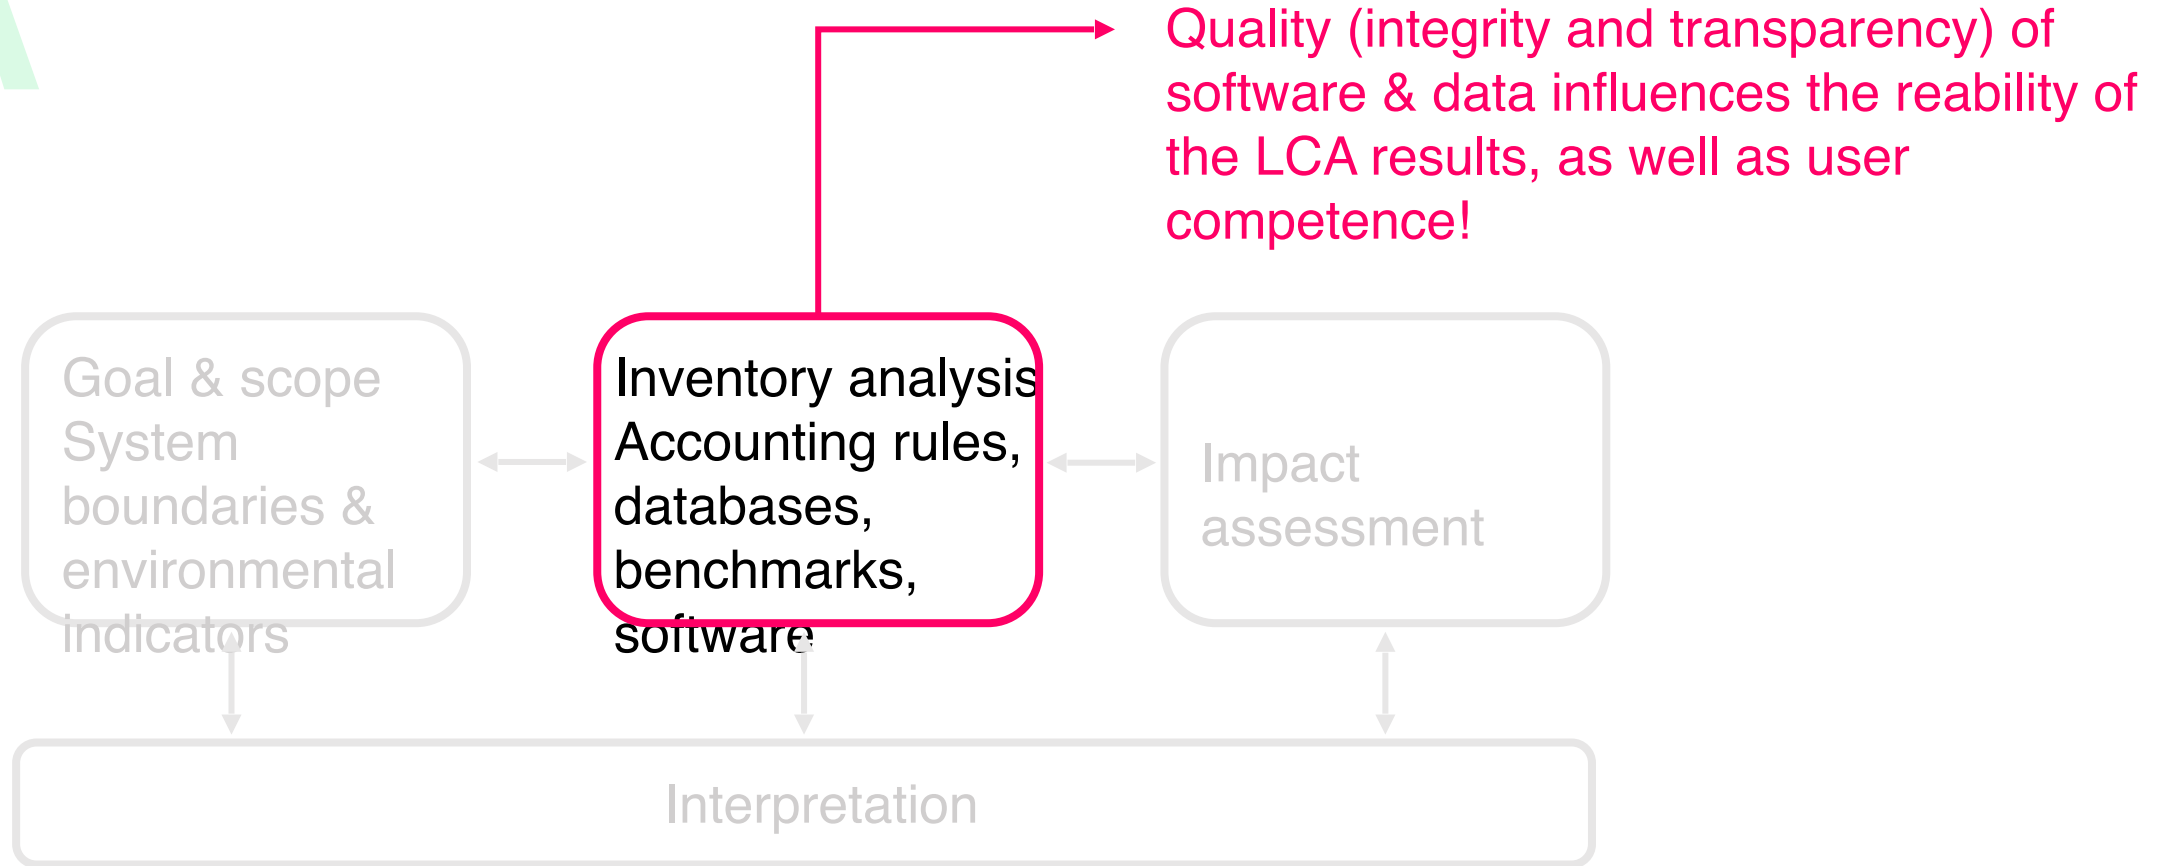 Quality (integrity and transparency) of
software & data influences the reability of
the LCA results, as well as user
competence!
Goal & scope
System
boundaries &
environmental
indicators
Inventory analysis
Accounting rules,
databases,
benchmarks,
software
Impact
assessment
Interpretation